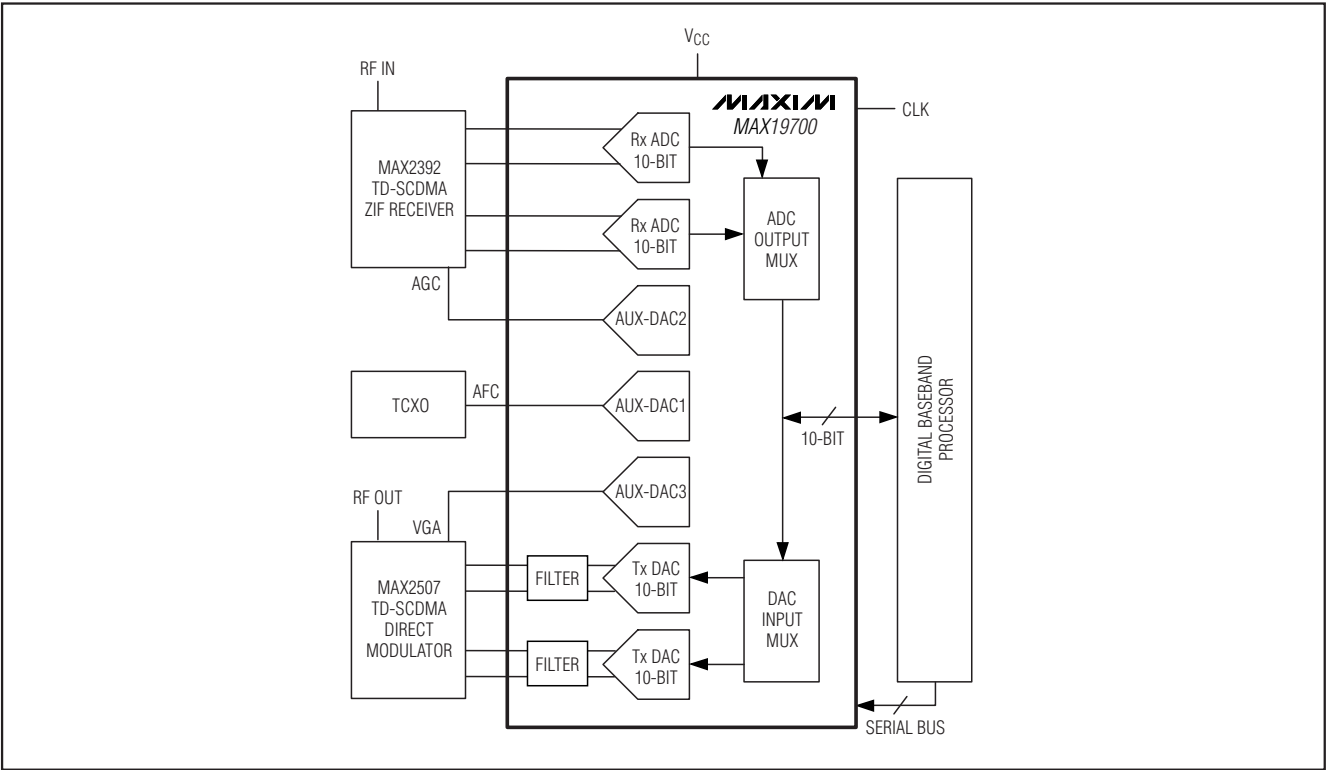 VCC
RF IN
MAXIM
MAX19700
CLK
MAX2392
TD-SCDMA
ZIF RECEIVER
Rx ADC
10-BIT
Rx ADC
10-BIT
ADC
OUTPUT
MUX
AGC
AUX-DAC2
TCXO
AFC
AUX-DAC1
10-BIT
DIGITAL BASEBAND
PROCESSOR
AUX-DAC3
RF OUT
VGA
MAX2507
TD-SCDMA
DIRECT
MODULATOR
FILTER
Tx DAC
10-BIT
FILTER
Tx DAC
10-BIT
DAC
INPUT
MUX
SERIAL BUS